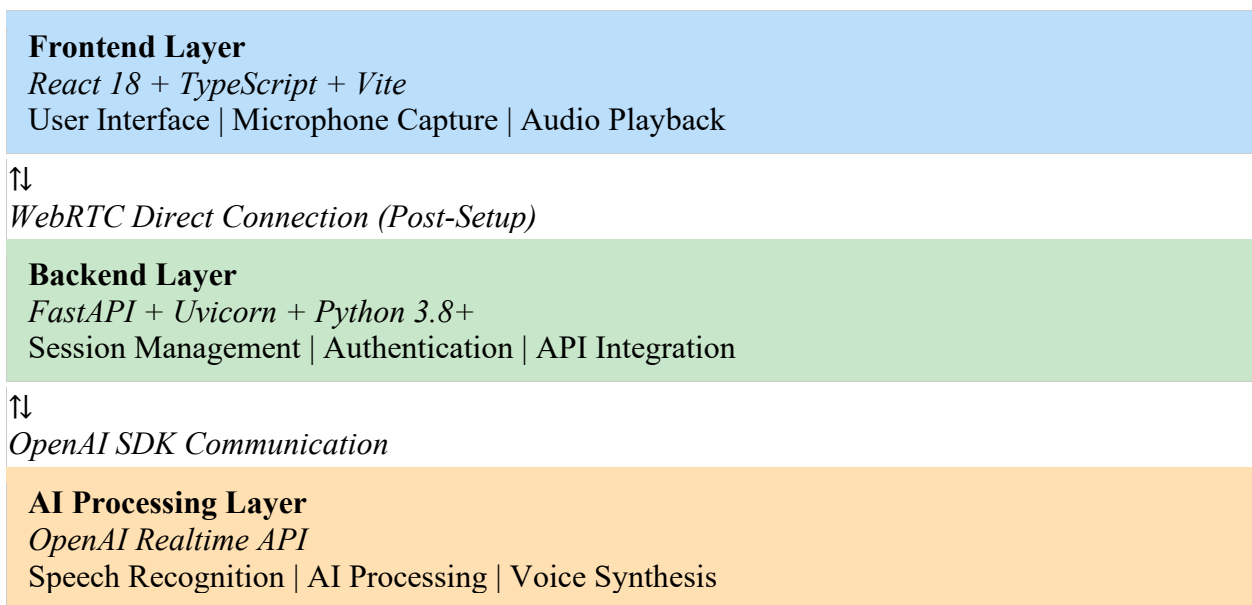 Frontend Layer
React 18 + TypeScript + Vite
User Interface | Microphone Capture | Audio Playback
⇅
WebRTC Direct Connection (Post-Setup)
Backend Layer
FastAPI + Uvicorn + Python 3.8+
Session Management | Authentication | API Integration
⇅
OpenAI SDK Communication
AI Processing Layer
OpenAI Realtime API
Speech Recognition | AI Processing | Voice Synthesis